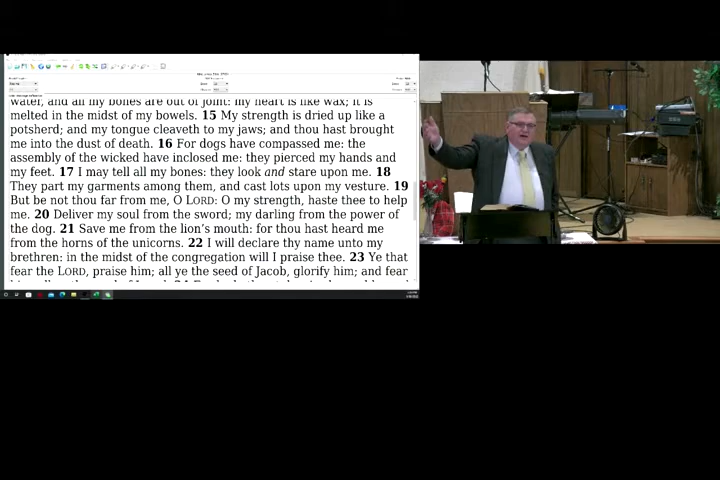 water, and all my bones are out of joint: my heart is like wax; it is
melted in the midst of my bowels. 15 My strength is dried up like a
potsherd; and my tongue cleaveth to my jaws; and thou hast brought
me into the dust of death. 16 For dogs have compassed me: the
assembly of the wicked have inclosed me: they pierced my hands and
my feet. 17 I may tell all my bones: they look and stare upon me. 18
They part my garments among them, and cast lots upon my vesture. 19
But be not thou far from me, O LORD: O my strength, haste thee to help
me. 20 Deliver my soul from the sword; my darling from the power of
the dog. 21 Save me from the lion's mouth: for thou hast heard me
from the horns of the unicorns. 22 I will declare thy name unto my
brethren: in the midst of the congregation will I praise thee. 23 Ye that
fear the LORD, praise him; all ye the seed of Jacob, glorify him; and fear